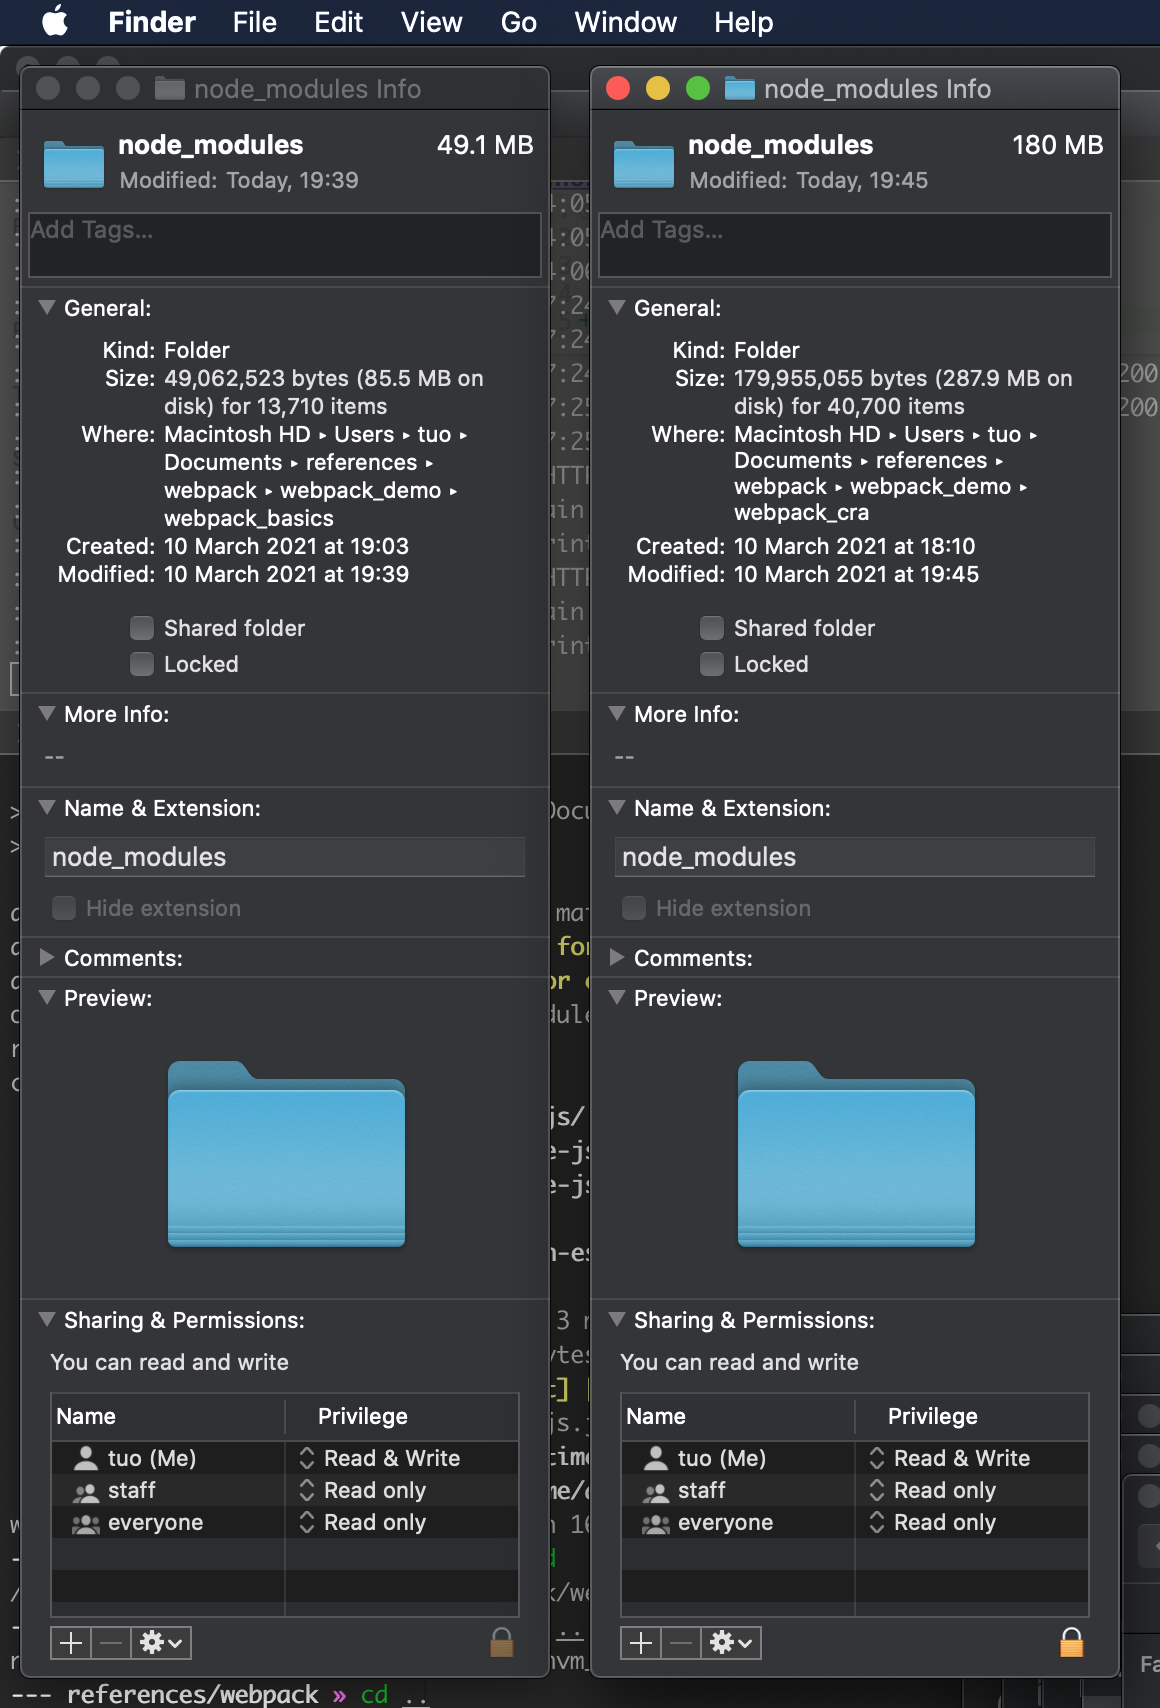 Finder File Edit View Go Window Help
node_modules Info
node_modules 49.1 MB
Modified: Today, 19:39
Add Tags...
General:
Kind: Folder
Size: 49,062,523 bytes (85.5 MB on
disk) for 13,710 items
Where: Macintosh HD ▸ Users ▸ tuo ▸
Documents ▸ references ▸
webpack ▸ webpack_demo ▸
webpack_basics
Created: 10 March 2021 at 19:03
Modified: 10 March 2021 at 19:39
Shared folder
Locked
More Info:
--
Name & Extension:
node_modules
Hide extension
Comments:
Preview:
Sharing & Permissions:
You can read and write
Name Privilege
tuo (Me) Read & Write
staff Read only
everyone Read only
node_modules Info
node_modules 180 MB
Modified: Today, 19:45
Add Tags...
General:
Kind: Folder
Size: 179,955,055 bytes (287.9 MB on
disk) for 40,700 items
Where: Macintosh HD ▸ Users ▸ tuo ▸
Documents ▸ references ▸
webpack ▸ webpack_demo ▸
webpack_cra
Created: 10 March 2021 at 18:10
Modified: 10 March 2021 at 19:45
Shared folder
Locked
More Info:
--
Name & Extension:
node_modules
Hide extension
Comments:
Preview:
Sharing & Permissions:
You can read and write
Name Privilege
tuo (Me) Read & Write
staff Read only
everyone Read only
--- references/webpack » cd ..